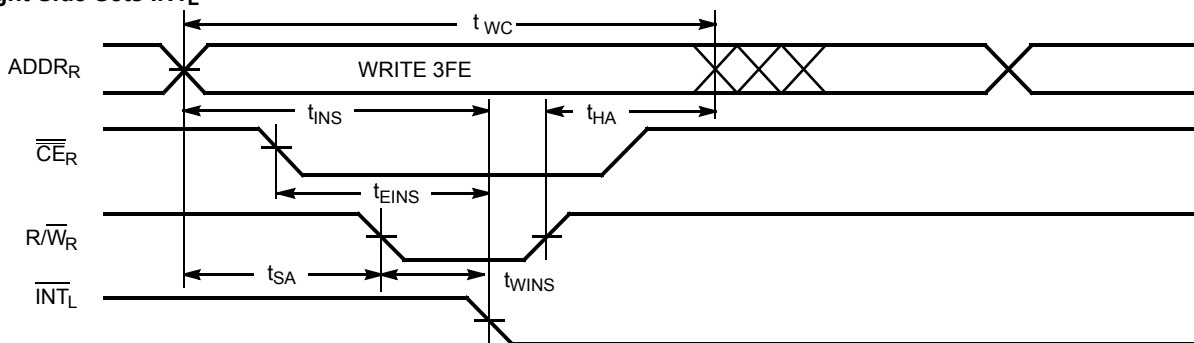 Right Side Sets INTL
tWC
ADDRR
WRITE 3FE
tINS
tHA
CER
tEINS
R/WR
tSA
tWINS
INTL